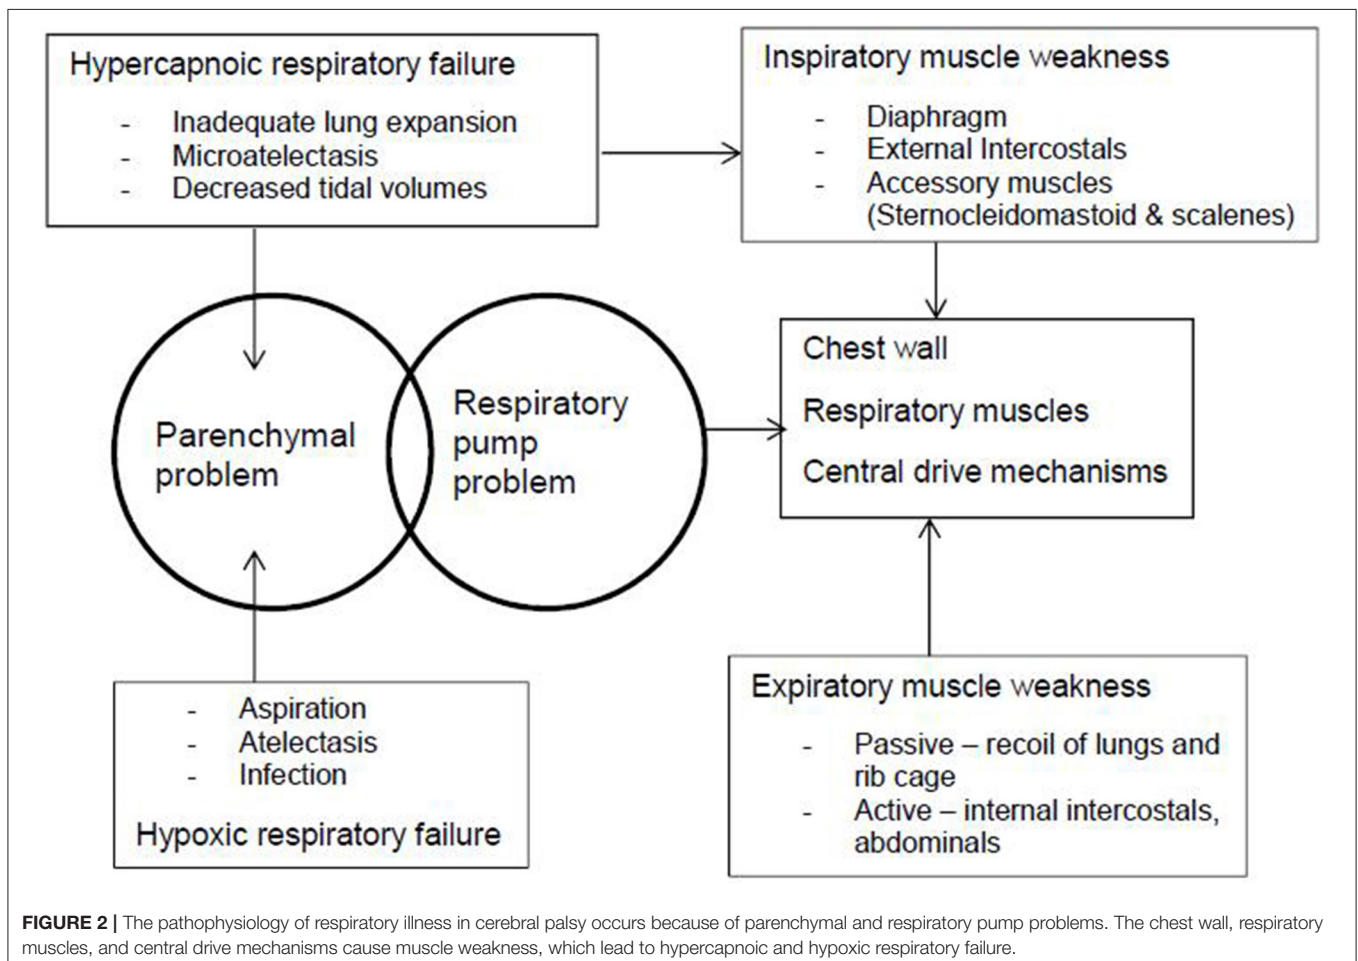 Hypercapnoic respiratory failure
- Inadequate lung expansion
- Microatelectasis
- Decreased tidal volumes
Inspiratory muscle weakness
- Diaphragm
- External Intercostals
- Accessory muscles
(Sternocleidomastoid & scalenes)
Parenchymal
problem
Respiratory
pump
problem
Chest wall
Respiratory muscles
Central drive mechanisms
- Aspiration
- Atelectasis
- Infection
Hypoxic respiratory failure
Expiratory muscle weakness
- Passive – recoil of lungs and
rib cage
- Active – internal intercostals,
abdominals
FIGURE 2 | The pathophysiology of respiratory illness in cerebral palsy occurs because of parenchymal and respiratory pump problems. The chest wall, respiratory
muscles, and central drive mechanisms cause muscle weakness, which lead to hypercapnoic and hypoxic respiratory failure.